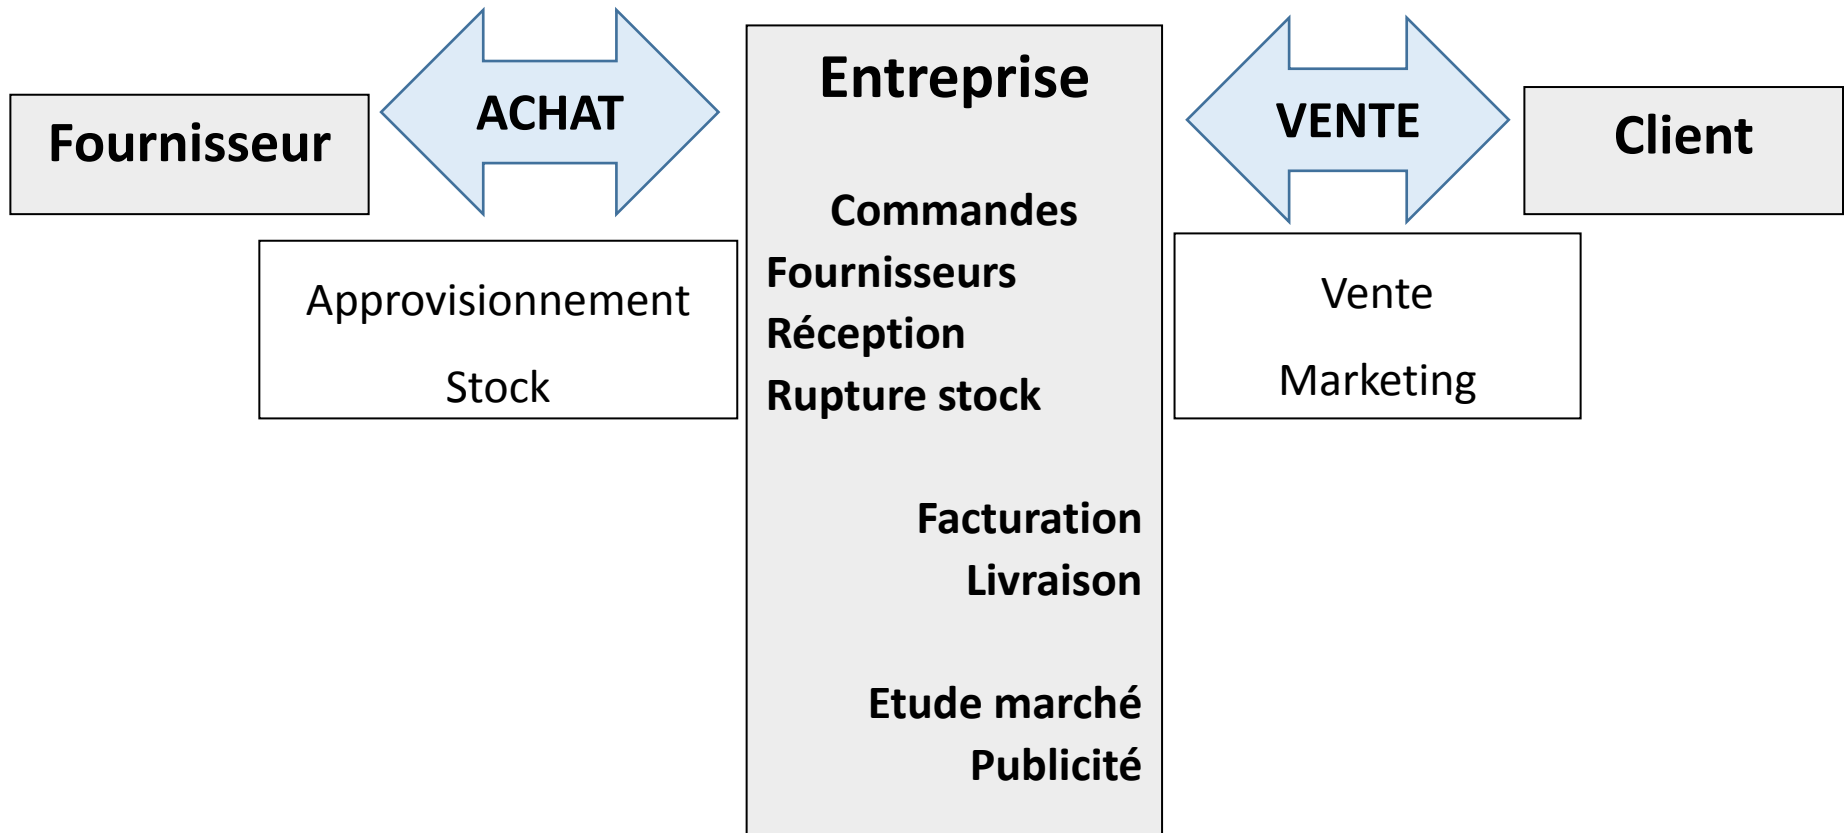 Fournisseur
ACHAT
Approvisionnement
Stock
Entreprise
Commandes
Fournisseurs
Réception
Rupture stock
Facturation
Livraison
Etude marché
Publicité
VENTE
Vente
Marketing
Client